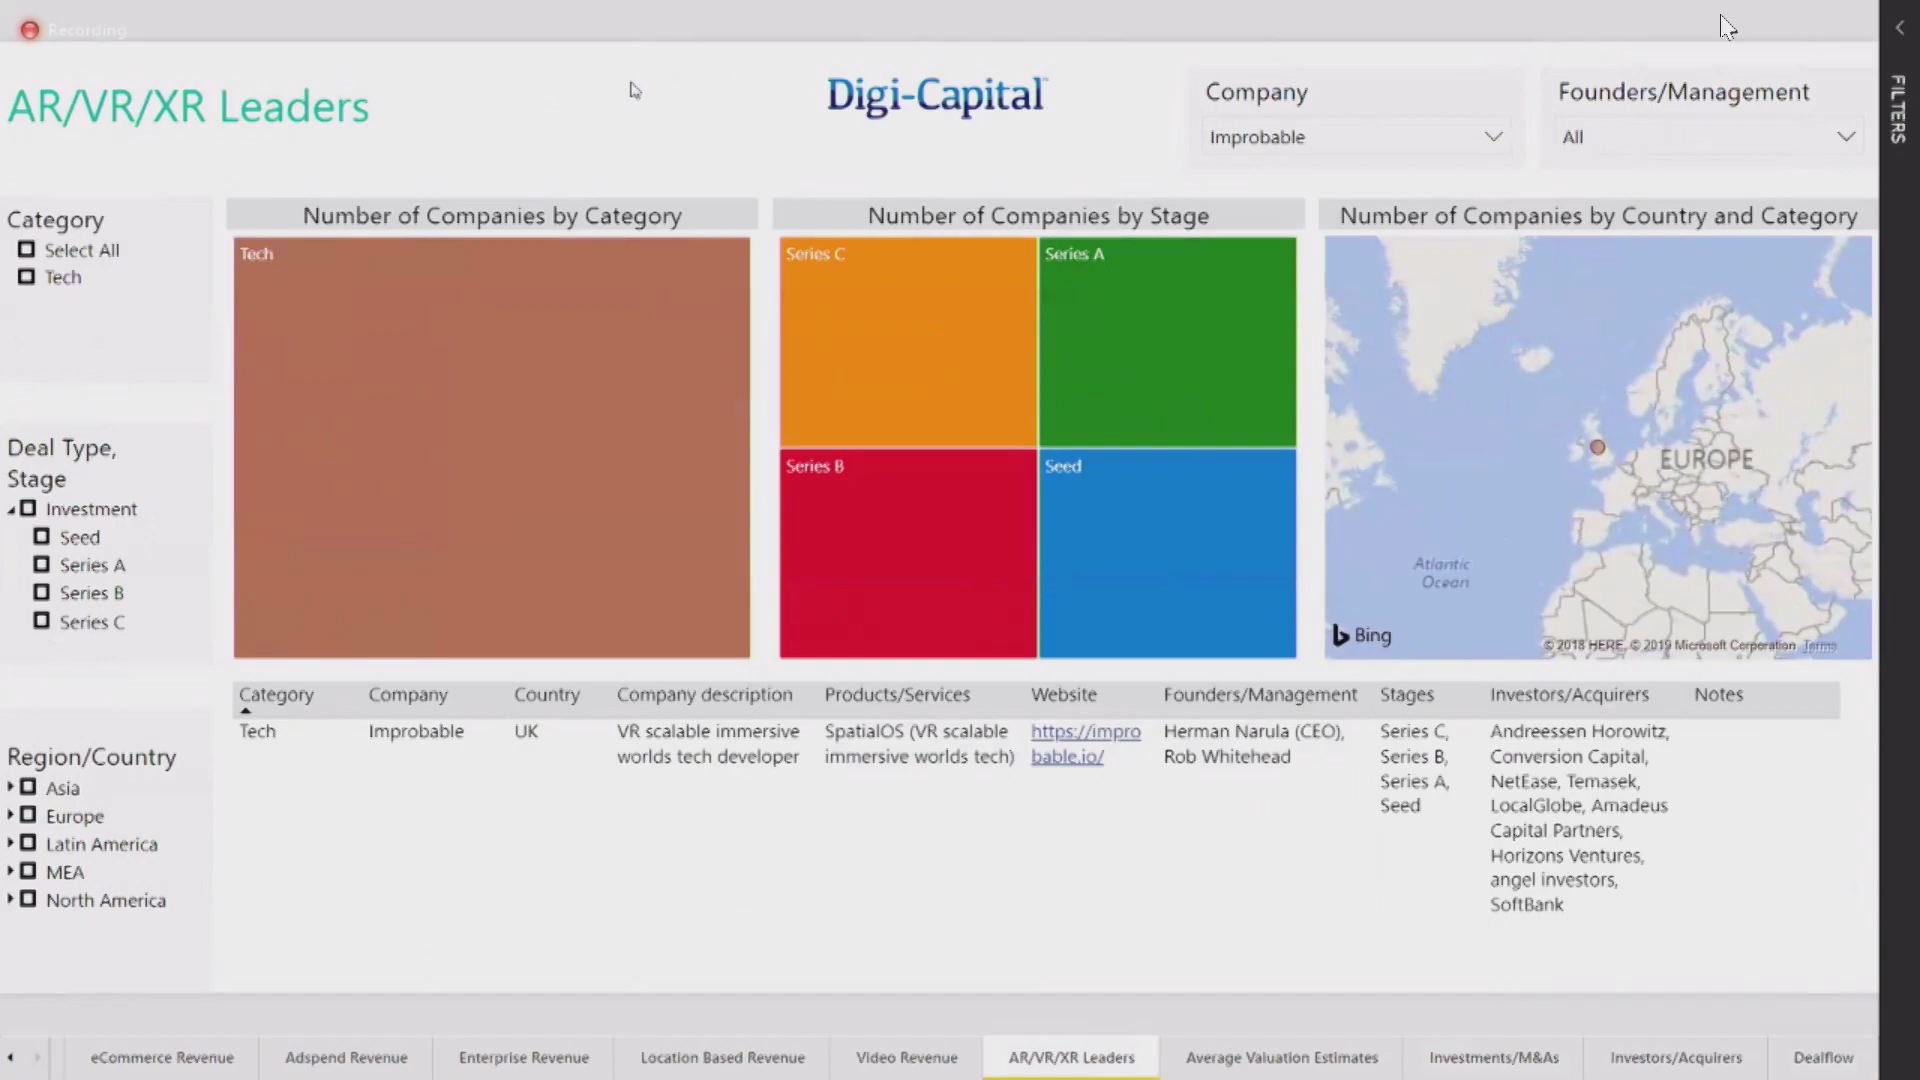 Recording
AR/VR/XR Leaders
Digi-Capital™
Company
Improbable
Founders/Management
All
FILTERS
Category
Select All
Tech
Deal Type,
Stage
Investment
Seed
Series A
Series B
Series C
Region/Country
Asia
Europe
Latin America
MEA
North America
Number of Companies by Category
Tech
Number of Companies by Stage
Series C
Series A
Series B
Seed
Number of Companies by Country and Category
EUROPE
Atlantic
Ocean
Bing
© 2018 HERE, © 2019 Microsoft Corporation Terms
Category Company Country Company description Products/Services Website Founders/Management Stages Investors/Acquirers Notes
Tech Improbable UK VR scalable immersive SpatialOS (VR scalable https://impro Herman Narula (CEO), Series C, Andreessen Horowitz,
worlds tech developer immersive worlds tech) bable.io/ Rob Whitehead Series B, Conversion Capital,
Series A, NetEase, Temasek,
Seed LocalGlobe, Amadeus
Capital Partners,
Horizons Ventures,
angel investors,
SoftBank
eCommerce Revenue Adspend Revenue Enterprise Revenue Location Based Revenue Video Revenue AR/VR/XR Leaders Average Valuation Estimates Investments/M&As Investors/Acquirers Dealflow